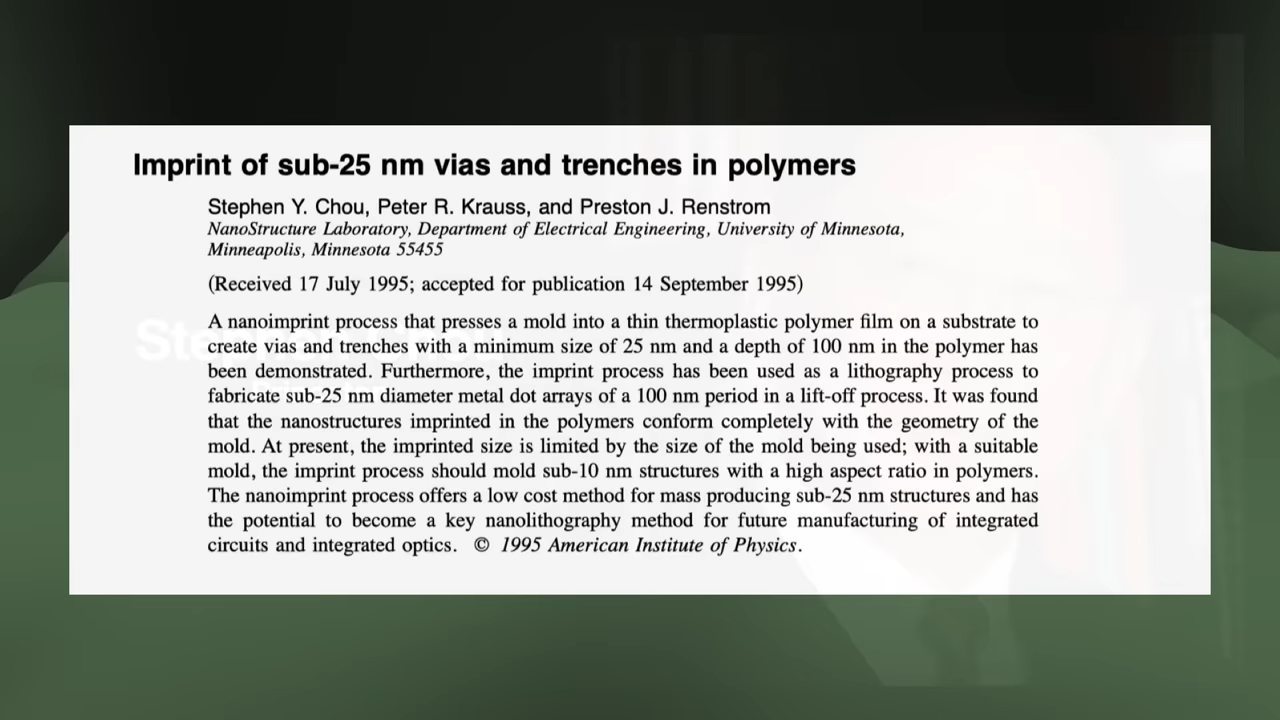 Imprint of sub-25 nm vias and trenches in polymers
Stephen Y. Chou, Peter R. Krauss, and Preston J. Renstrom
NanoStructure Laboratory, Department of Electrical Engineering, University of Minnesota,
Minneapolis, Minnesota 55455
(Received 17 July 1995; accepted for publication 14 September 1995)
A nanoimprint process that presses a mold into a thin thermoplastic polymer film on a substrate to
create vias and trenches with a minimum size of 25 nm and a depth of 100 nm in the polymer has
been demonstrated. Furthermore, the imprint process has been used as a lithography process to
fabricate sub-25 nm diameter metal dot arrays of a 100 nm period in a lift-off process. It was found
that the nanostructures imprinted in the polymers conform completely with the geometry of the
mold. At present, the imprinted size is limited by the size of the mold being used; with a suitable
mold, the imprint process should mold sub-10 nm structures with a high aspect ratio in polymers.
The nanoimprint process offers a low cost method for mass producing sub-25 nm structures and has
the potential to become a key nanolithography method for future manufacturing of integrated
circuits and integrated optics. © 1995 American Institute of Physics.